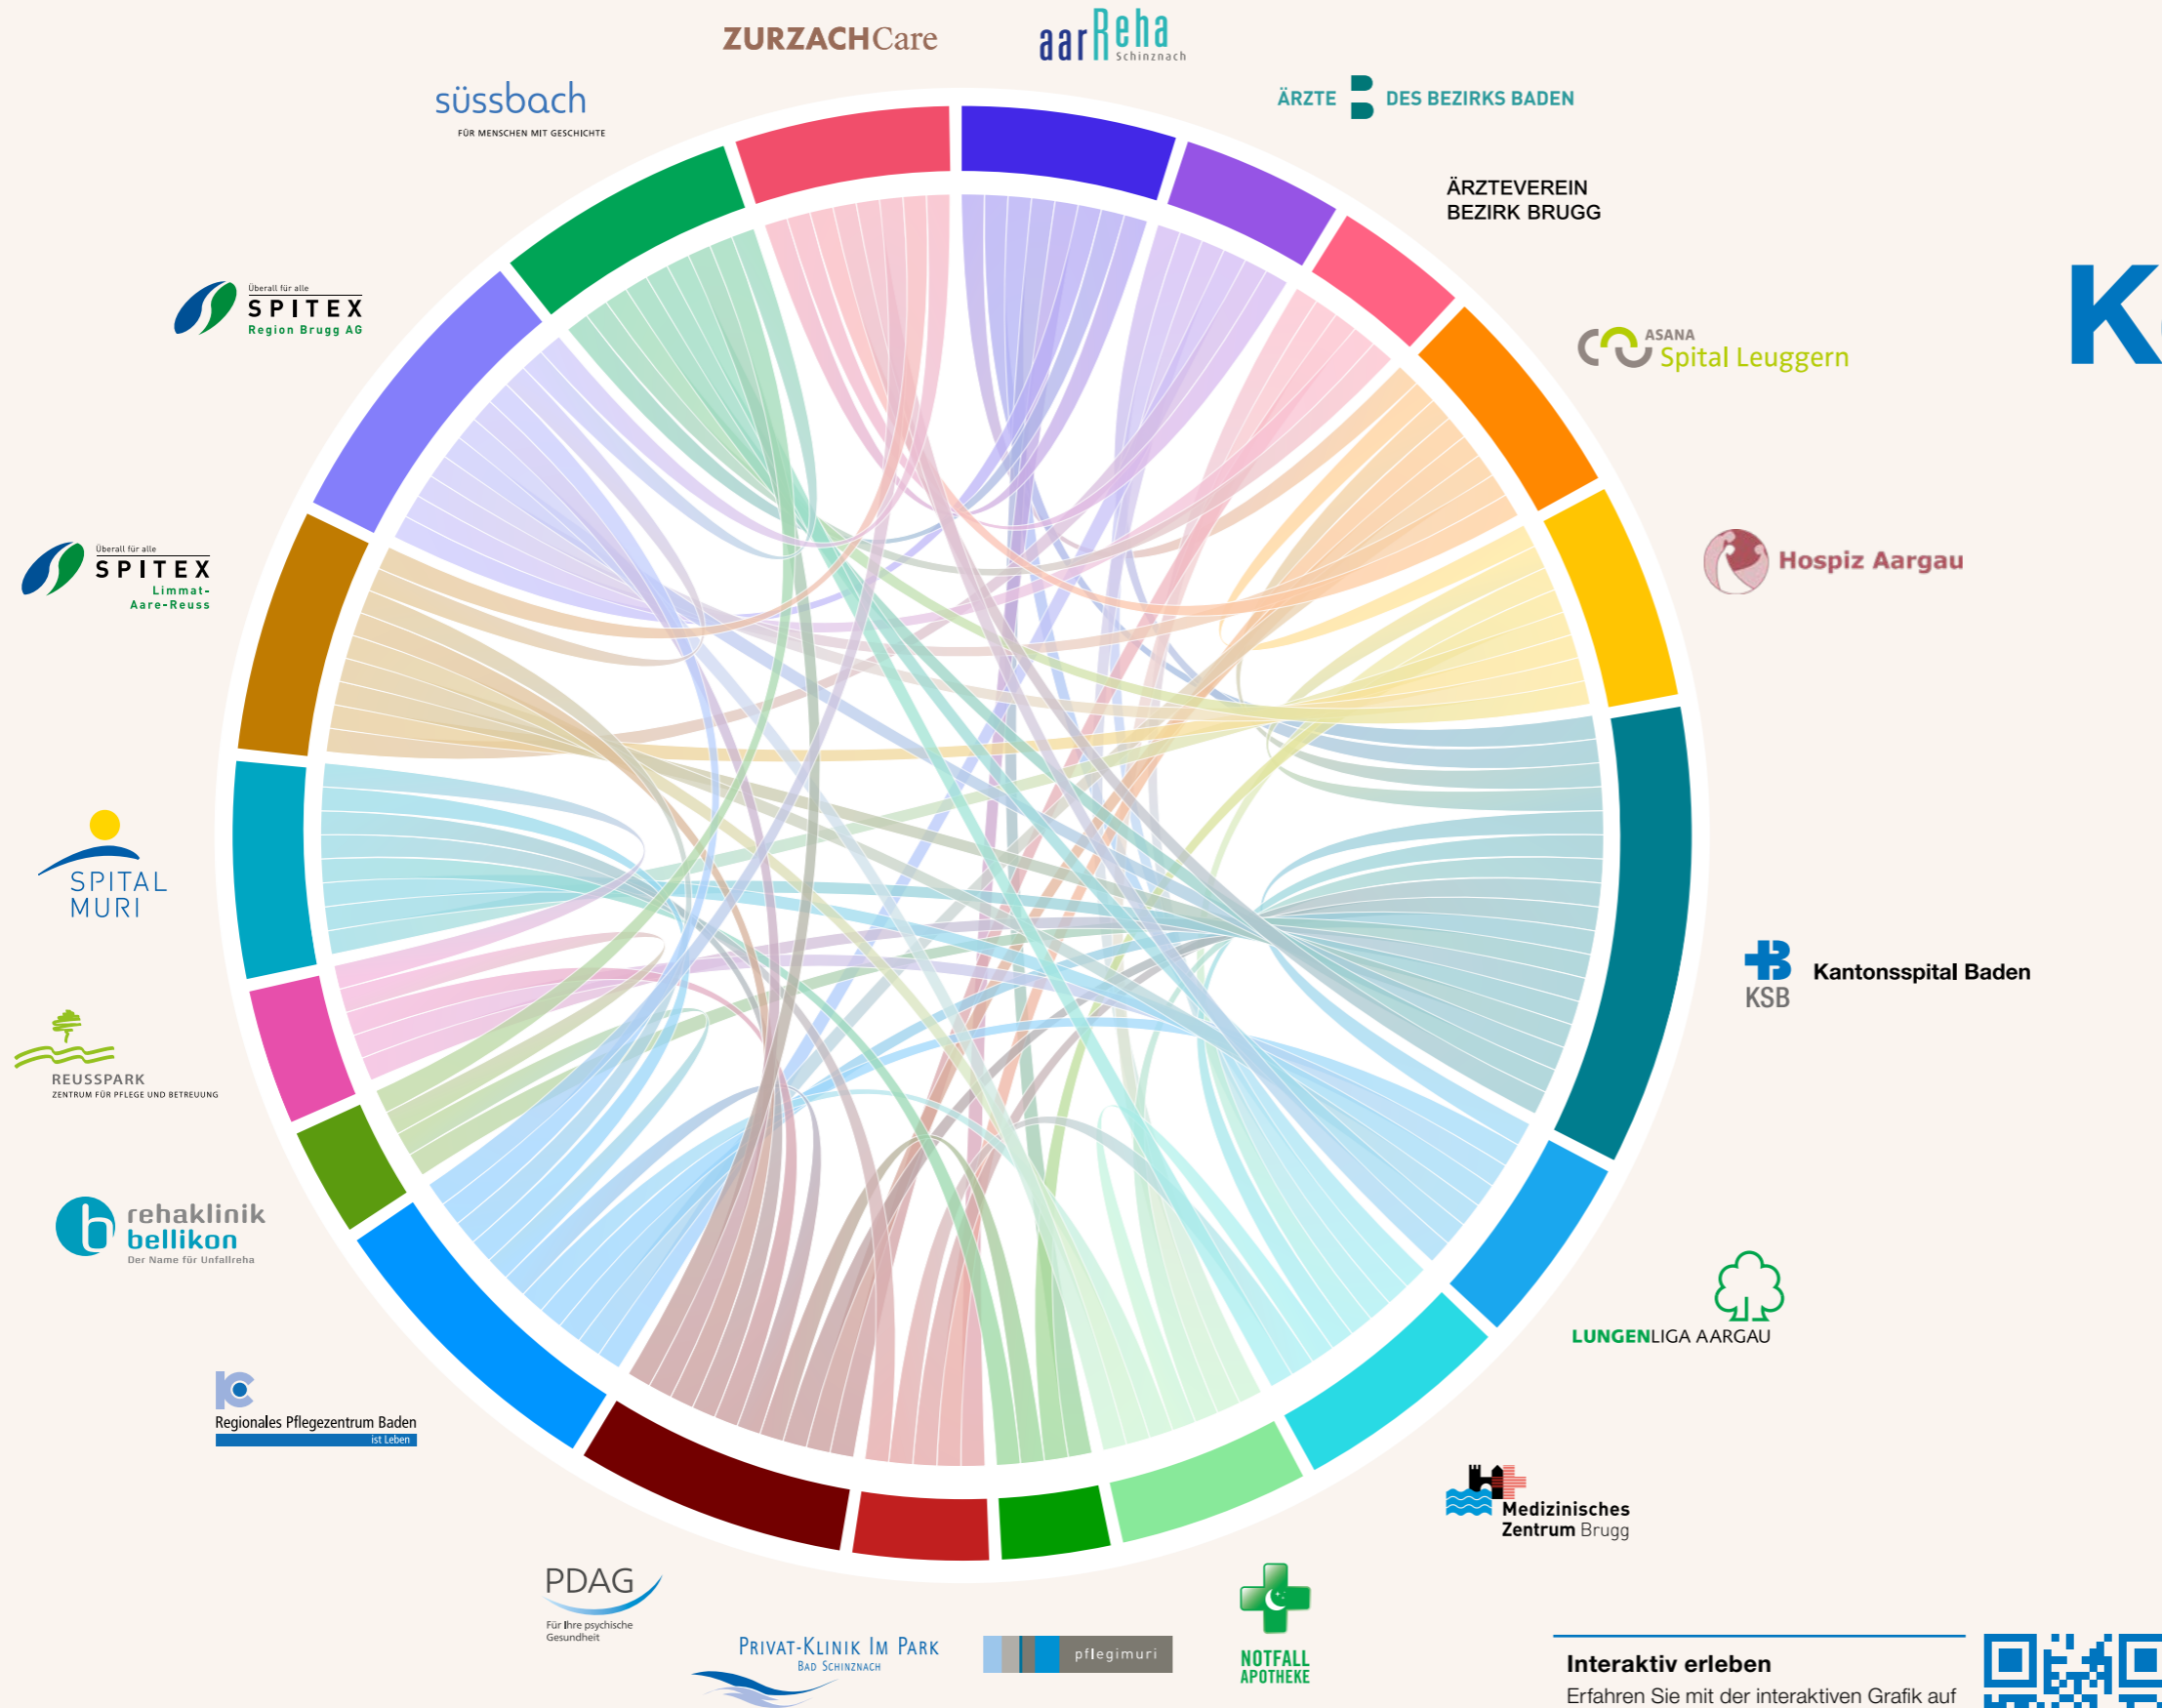 ZURZACHCare
aarReha
Schinznach
süssbach
FÜR MENSCHEN MIT GESCHICHTE
ÄRZTE B DES BEZIRKS BADEN
ÄRZTEVEREIN
BEZIRK BRUGG
Überall für alle
SPITEX
Region Brugg AG
ASANA
Spital Leuggern
Überall für alle
SPITEX
Limmat-
Aare-Reuss
Hospiz Aargau
SPITAL
MURI
KSB
Kantonsspital Baden
REUSSPARK
ZENTRUM FÜR PFLEGE UND BETREUUNG
rehaklinik
bellikon
Der Name für Unfallreha
LUNGENLIGA AARGAU
Regionales Pflegezentrum Baden
ist Leben
Medizinisches
Zentrum Brugg
PDAG
Für Ihre psychische
Gesundheit
PRIVAT-KLINIK IM PARK
BAD SCHINZNACH
pflegimuri
NOTFALL
APOTHEKE
Interaktiv erleben
Erfahren Sie mit der interaktiven Grafik auf